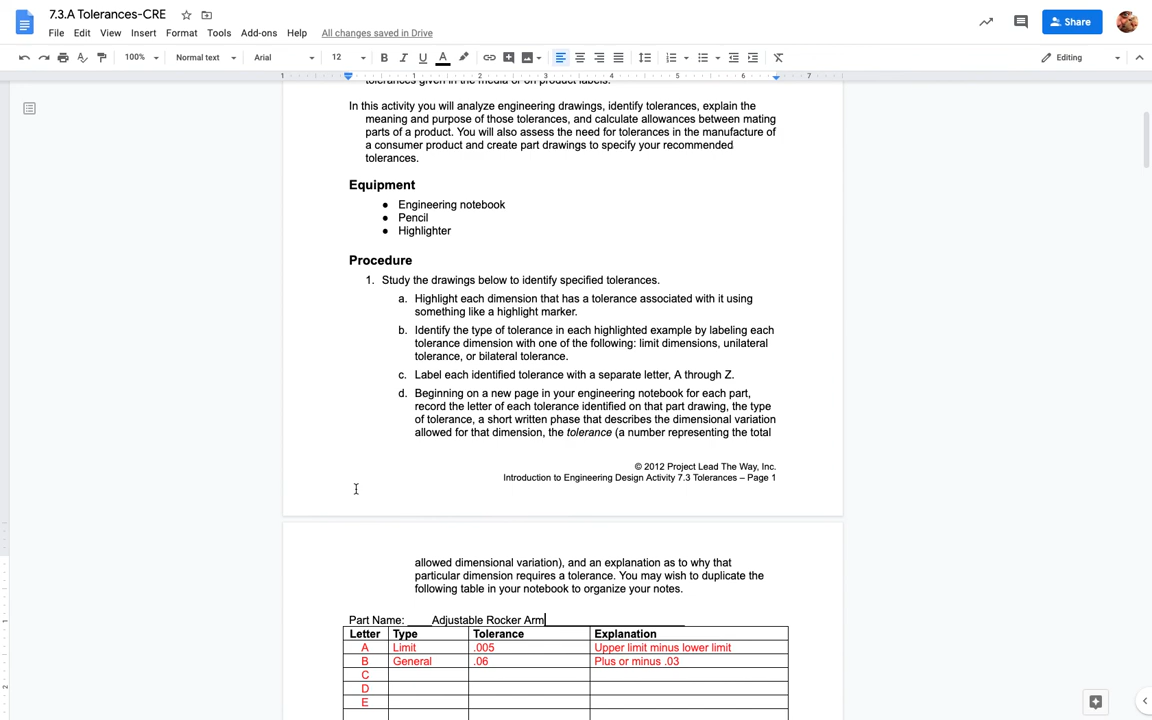 7.3.A Tolerances-CRE
File Edit View Insert Format Tools Add-ons Help All changes saved in Drive
Share
100% Normal text Arial 12 B I U A Editing
1 1 2 3 4 5 6 7
tolerances given in the media or on product labels.
In this activity you will analyze engineering drawings, identify tolerances, explain the
meaning and purpose of those tolerances, and calculate allowances between mating
parts of a product. You will also assess the need for tolerances in the manufacture of
a consumer product and create part drawings to specify your recommended
tolerances.
Equipment
● Engineering notebook
● Pencil
● Highlighter
Procedure
1. Study the drawings below to identify specified tolerances.
a. Highlight each dimension that has a tolerance associated with it using
something like a highlight marker.
b. Identify the type of tolerance in each highlighted example by labeling each
tolerance dimension with one of the following: limit dimensions, unilateral
tolerance, or bilateral tolerance.
c. Label each identified tolerance with a separate letter, A through Z.
d. Beginning on a new page in your engineering notebook for each part,
record the letter of each tolerance identified on that part drawing, the type
of tolerance, a short written phase that describes the dimensional variation
allowed for that dimension, the tolerance (a number representing the total
© 2012 Project Lead The Way, Inc.
Introduction to Engineering Design Activity 7.3 Tolerances – Page 1
allowed dimensional variation), and an explanation as to why that
particular dimension requires a tolerance. You may wish to duplicate the
following table in your notebook to organize your notes.
Part Name: ____Adjustable Rocker Arm______________________
Letter Type Tolerance Explanation
A Limit .005 Upper limit minus lower limit
B General .06 Plus or minus .03
C
D
E
1
2